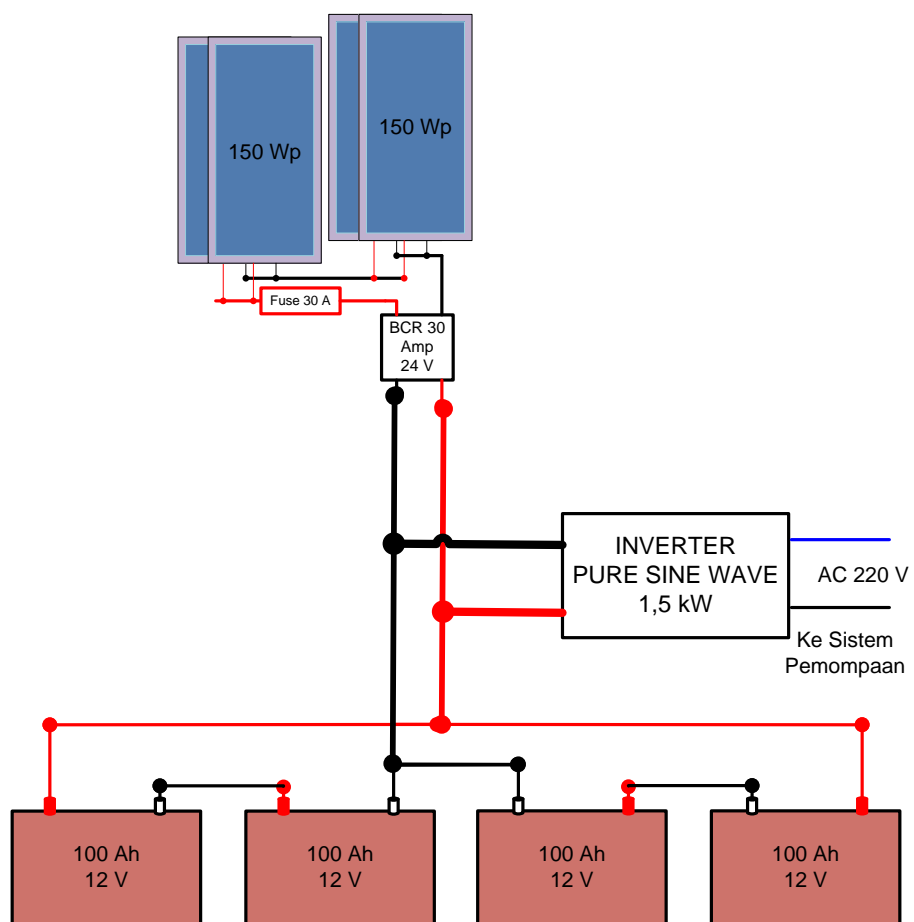 150 Wp
150 Wp
Fuse 30 A
BCR 30
Amp
24 V
INVERTER
PURE SINE WAVE
1,5 kW
AC 220 V
Ke Sistem
Pemompaan
100 Ah
12 V
100 Ah
12 V
100 Ah
12 V
100 Ah
12 V